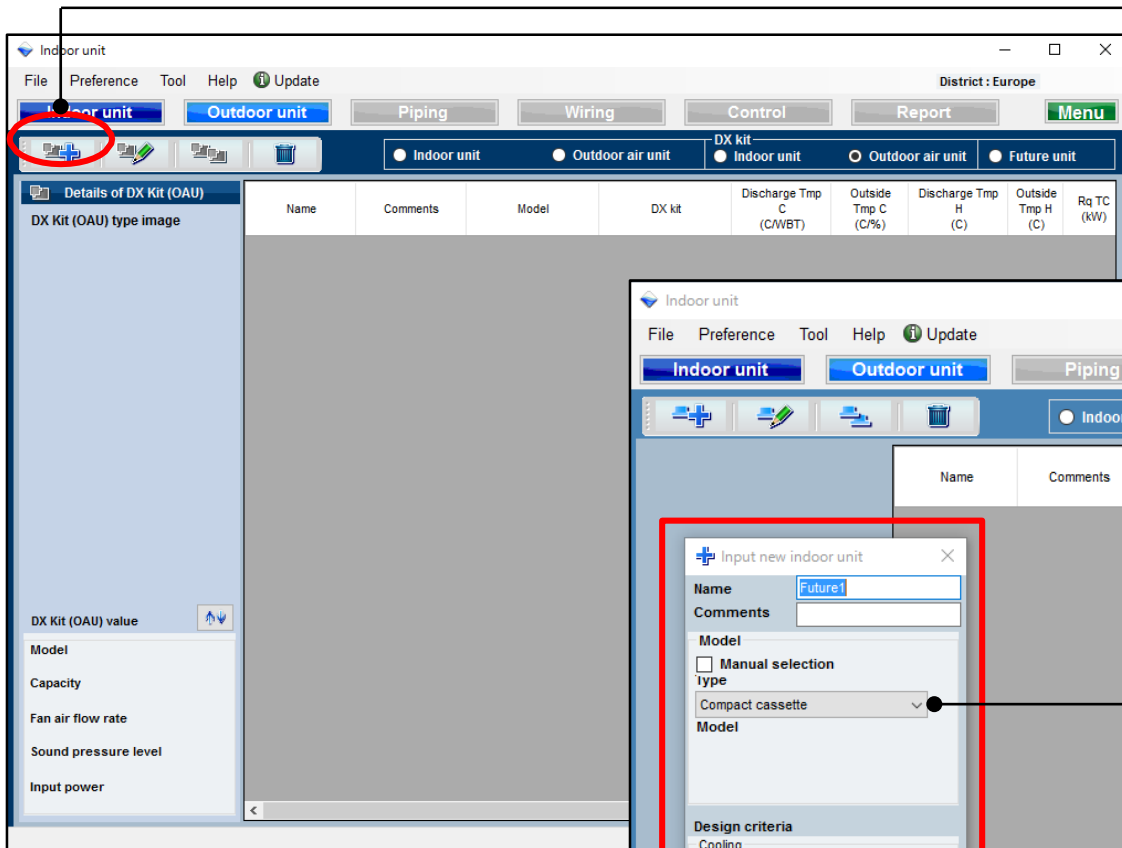 Indoor unit
File Preference Tool Help Update District : Europe
Indoor unit Outdoor unit Piping Wiring Control Report Menu
DX kit
Indoor unit Outdoor air unit Indoor unit Outdoor air unit Future unit
Details of DX Kit (OAU)
DX Kit (OAU) type image
Name Comments Model DX kit Discharge Tmp C (C/WBT) Outside Tmp C (C/%) Discharge Tmp H (C) Outside Tmp H (C) Rq TC (kW)
DX Kit (OAU) value
Model
Capacity
Fan air flow rate
Sound pressure level
Input power
Indoor unit
File Preference Tool Help Update
Indoor unit Outdoor unit Piping
Indoor
Name Comments
Input new indoor unit
Name Future1
Comments
Model
Manual selection
Type
Compact cassette
Model
Design criteria
Cooling